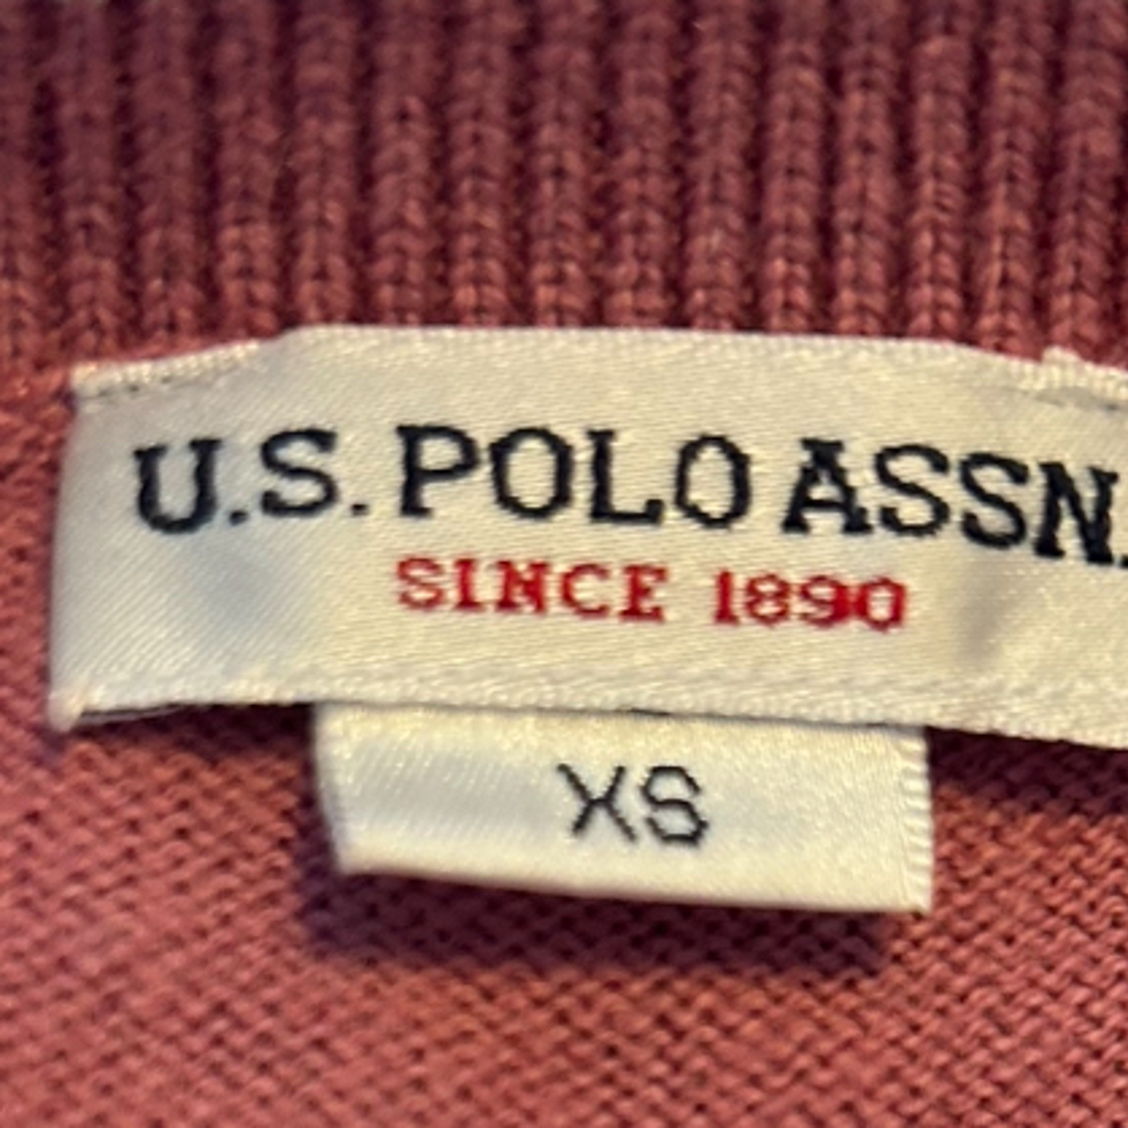 U.S. POLO ASSN.
SINCE 1890
XS